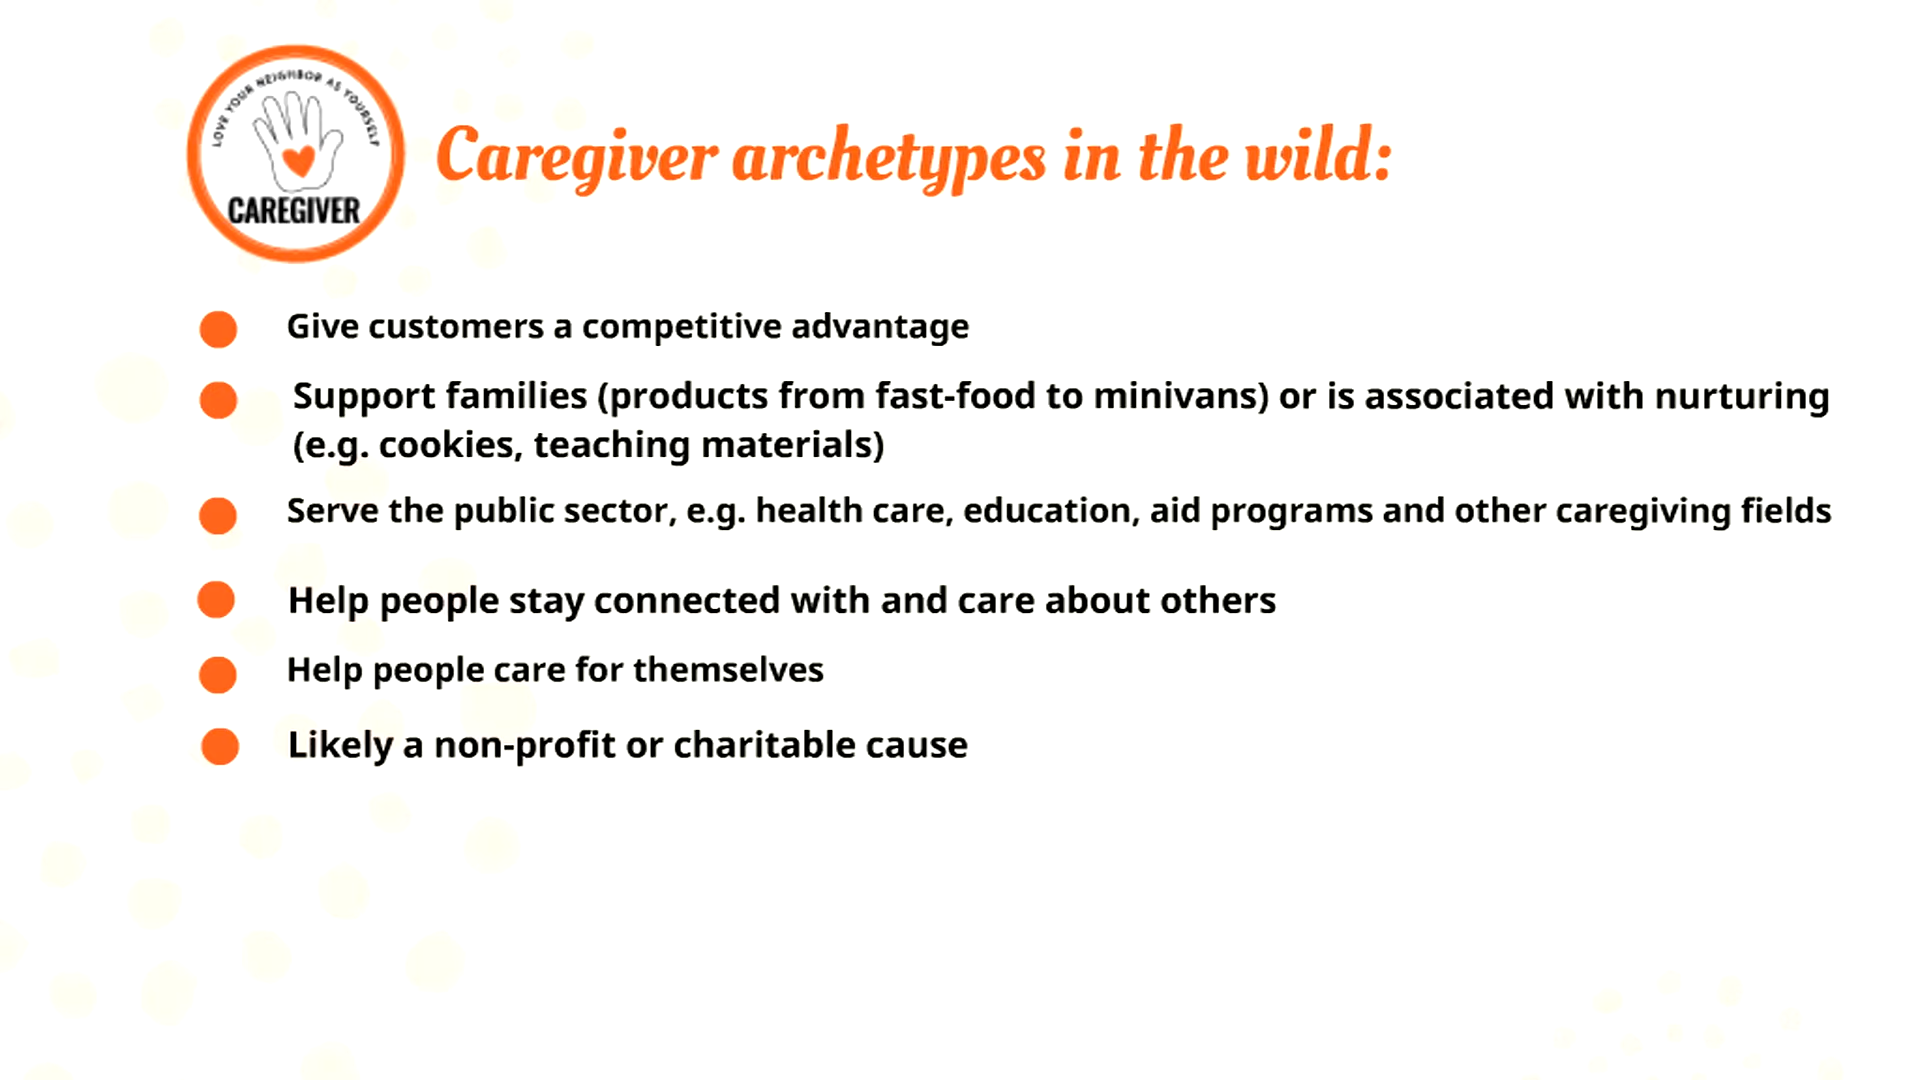 LOVE YOUR NEIGHBOR AS YOURSELF
CAREGIVER
Caregiver archetypes in the wild:
Give customers a competitive advantage
Support families (products from fast-food to minivans) or is associated with nurturing
(e.g. cookies, teaching materials)
Serve the public sector, e.g. health care, education, aid programs and other caregiving fields
Help people stay connected with and care about others
Help people care for themselves
Likely a non-profit or charitable cause